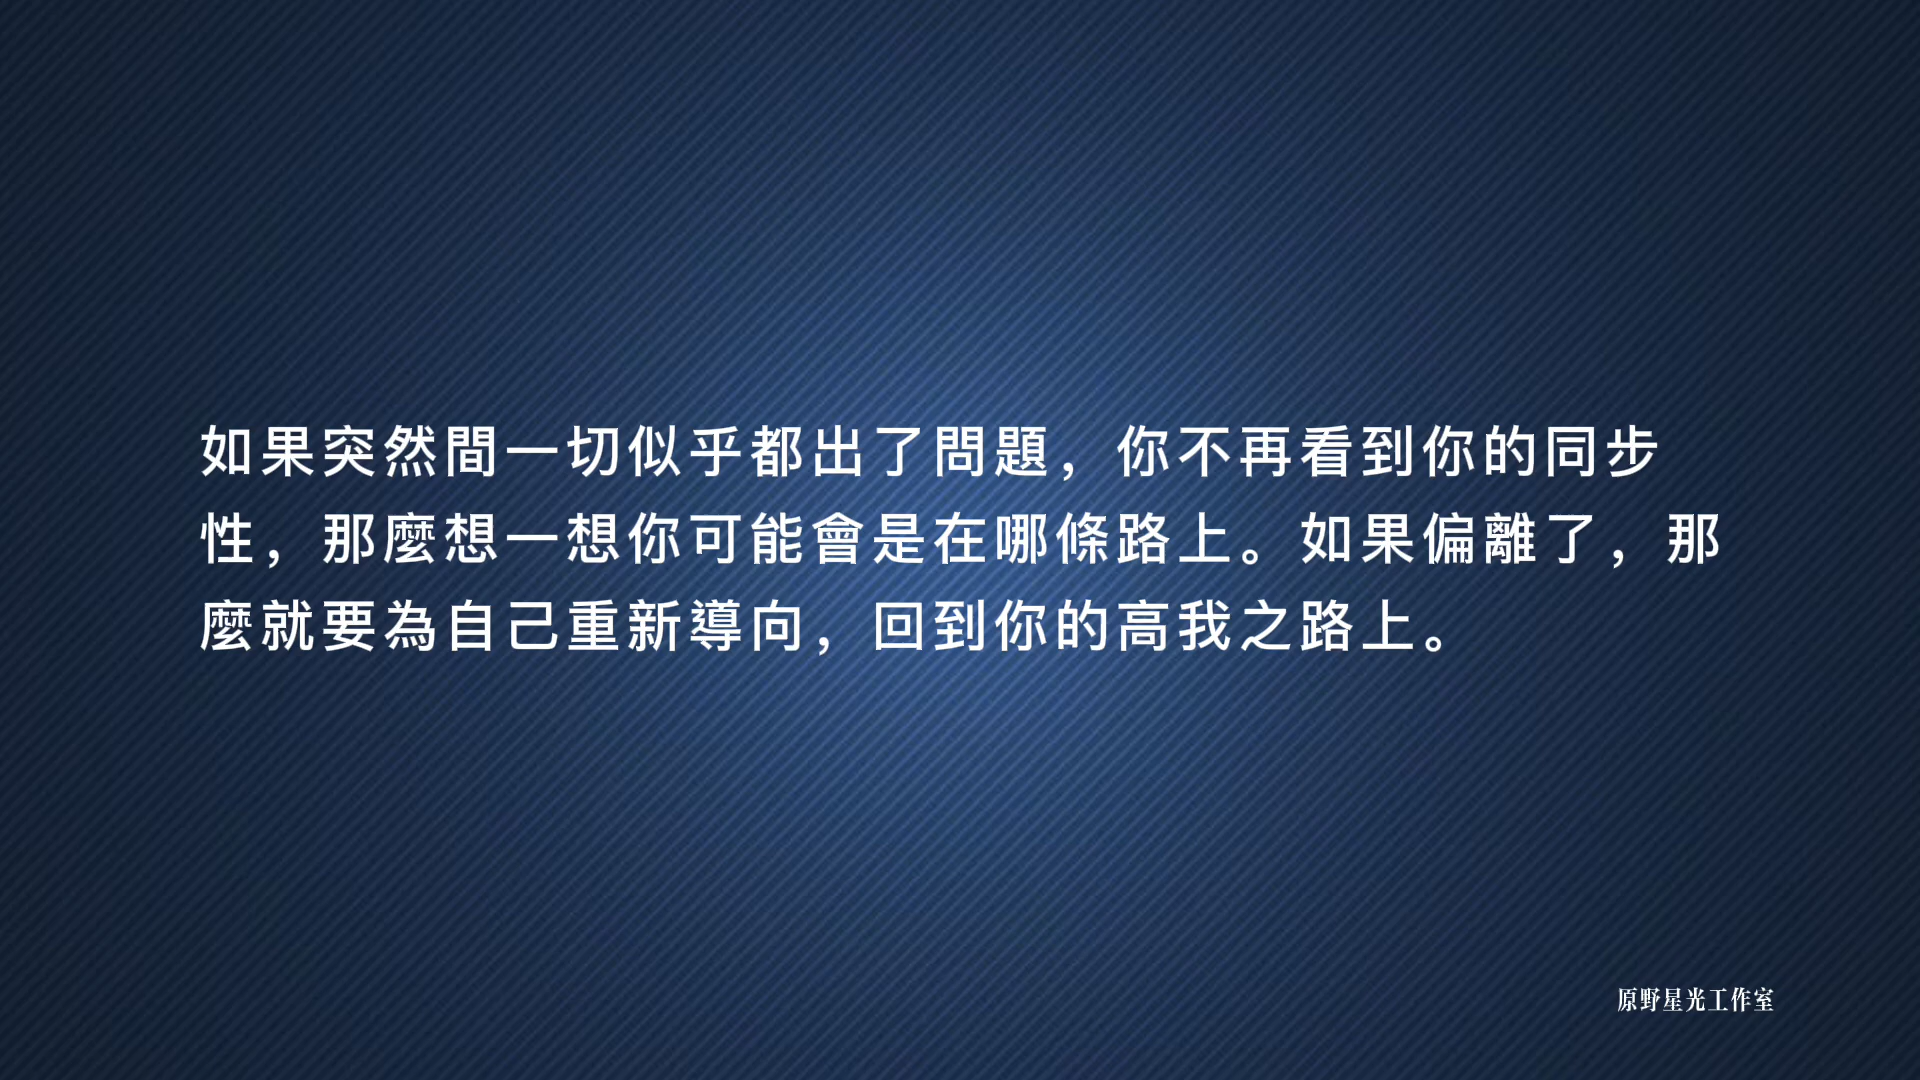 如果突然間一切似乎都出了問題，你不再看到你的同步
性，那麼想一想你可能會是在哪條路上。如果偏離了，那
麼就要為自己重新導向，回到你的高我之路上。
原野星光工作室